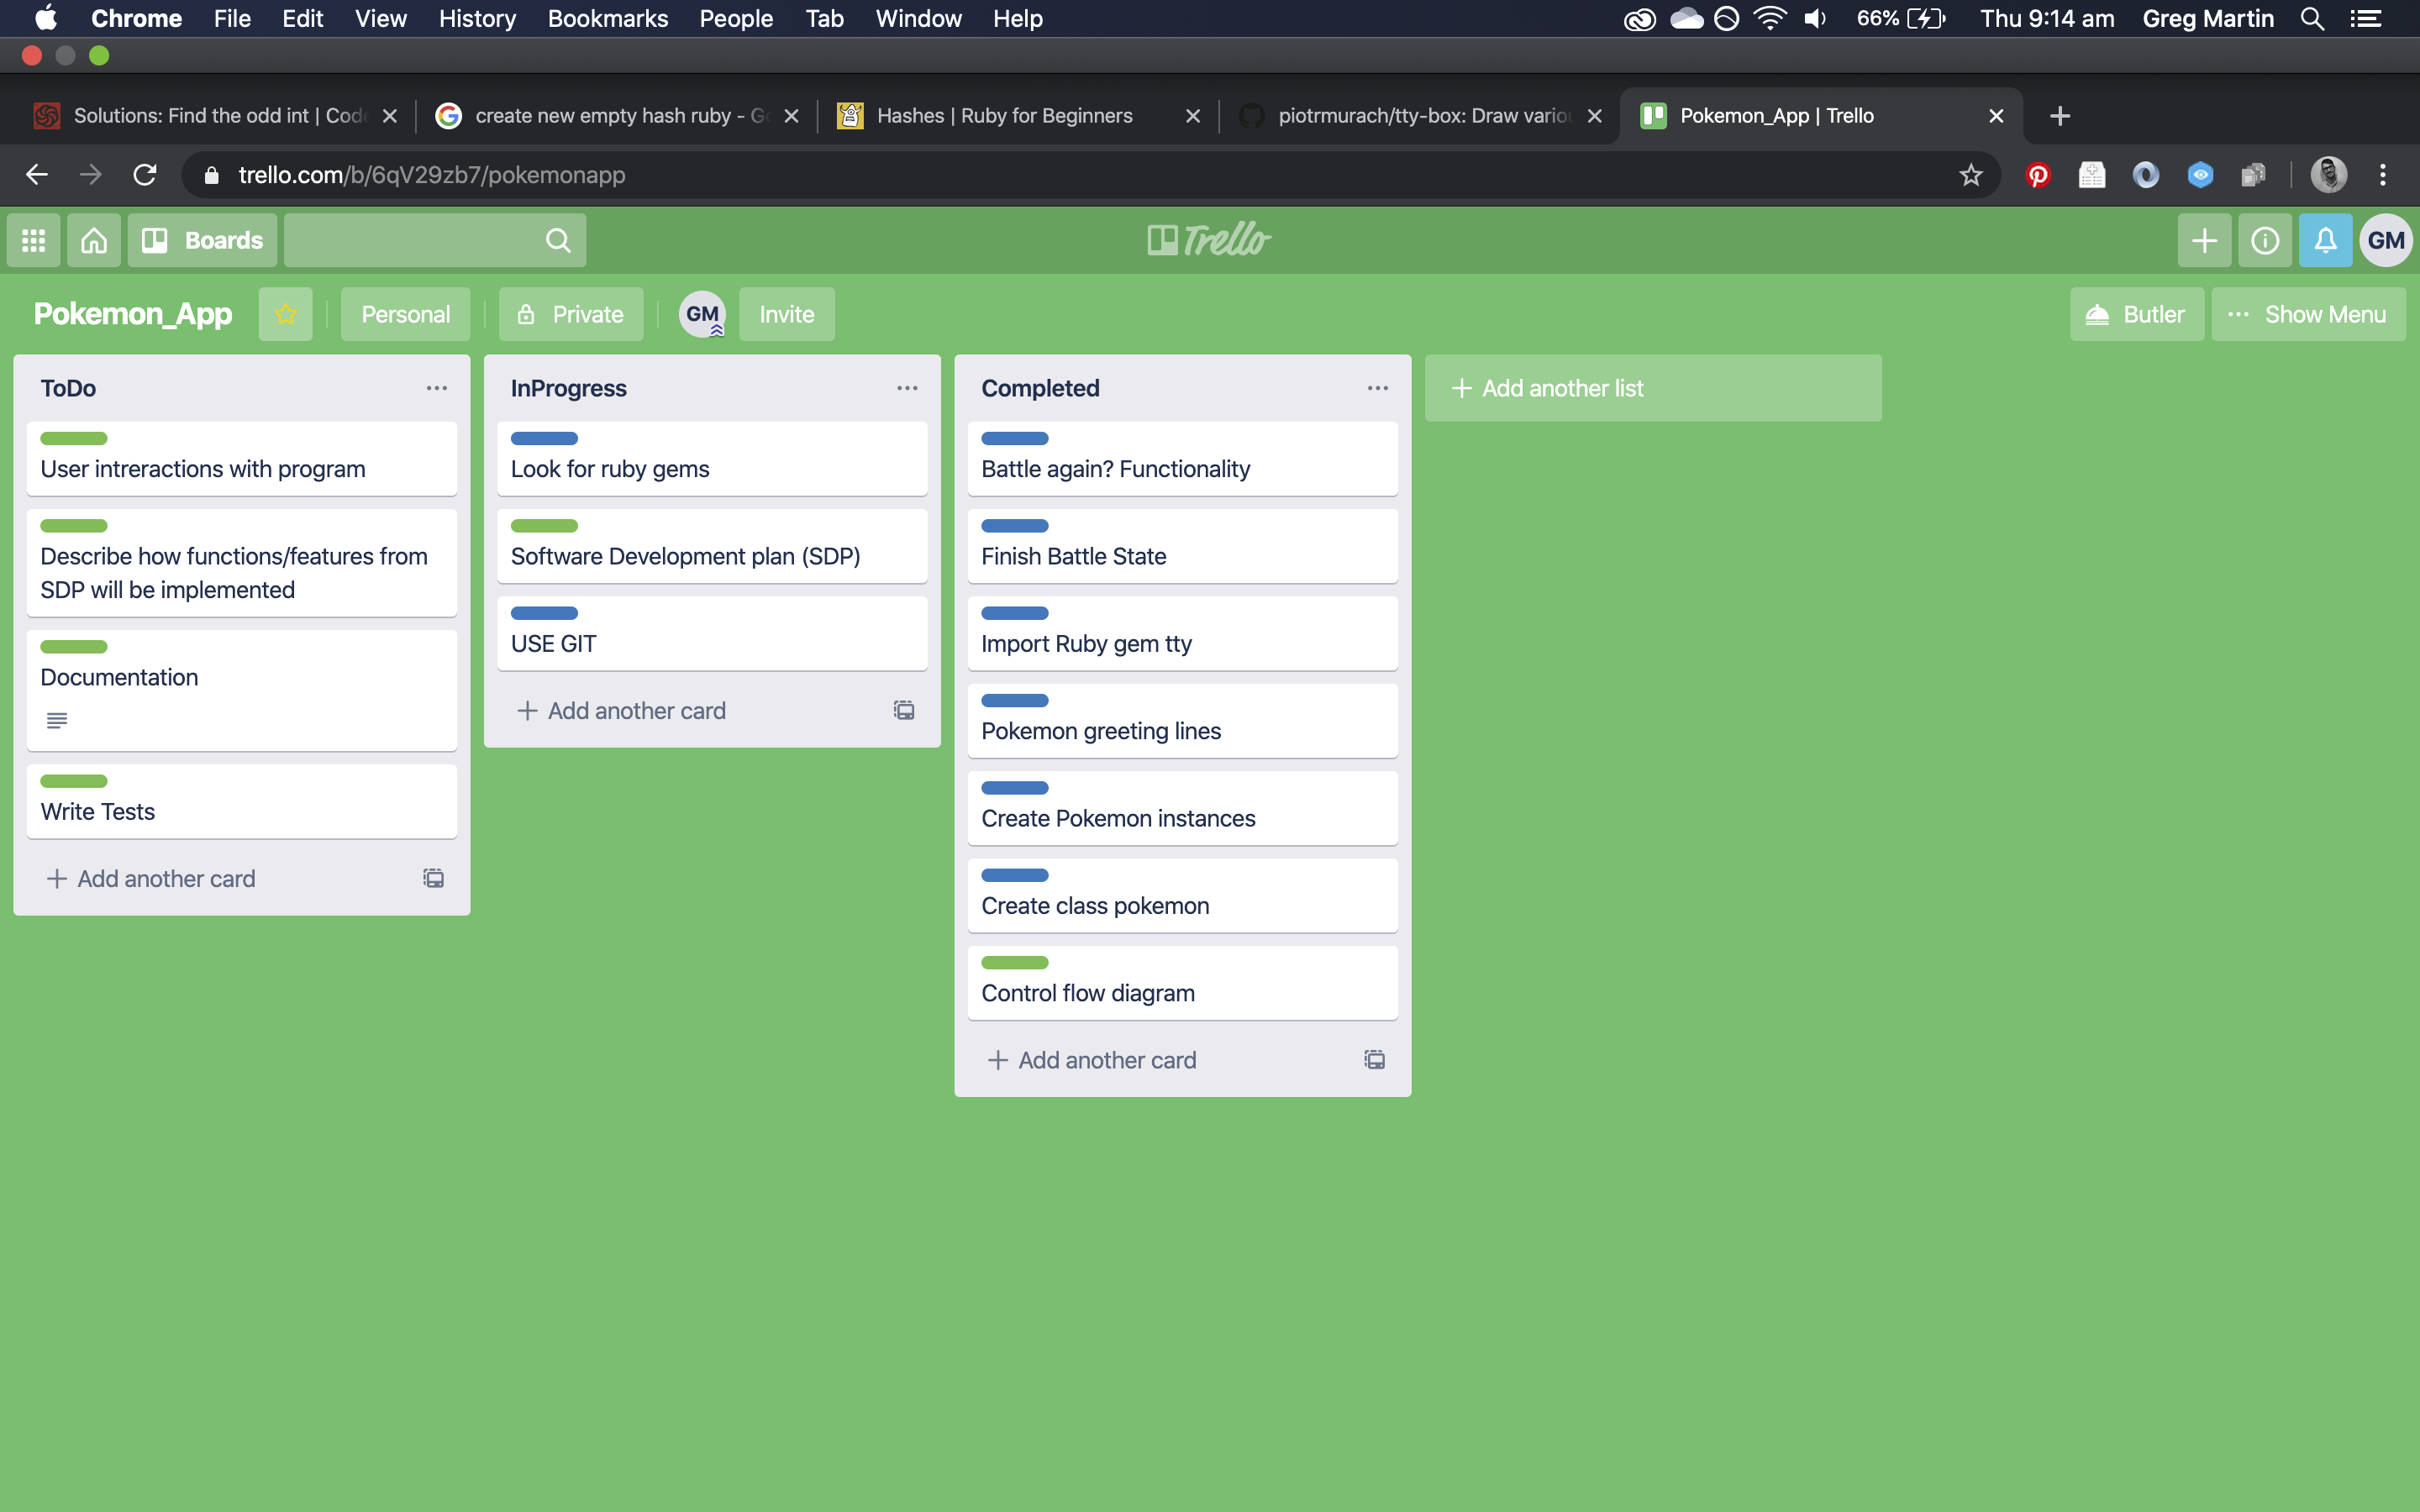 Chrome File Edit View History Bookmarks People Tab Window Help 66% Thu 9:14 am Greg Martin
Solutions: Find the odd int | Code create new empty hash ruby - Go Hashes | Ruby for Beginners piotrmurach/tty-box: Draw variou Pokemon_App | Trello
trello.com/b/6qV29zb7/pokemonapp
Boards Trello GM
Pokemon_App Personal Private GM Invite Butler Show Menu
ToDo
User intreractions with program
Describe how functions/features from
SDP will be implemented
Documentation
Write Tests
Add another card
InProgress
Look for ruby gems
Software Development plan (SDP)
USE GIT
Add another card
Completed
Battle again? Functionality
Finish Battle State
Import Ruby gem tty
Pokemon greeting lines
Create Pokemon instances
Create class pokemon
Control flow diagram
Add another card
Add another list